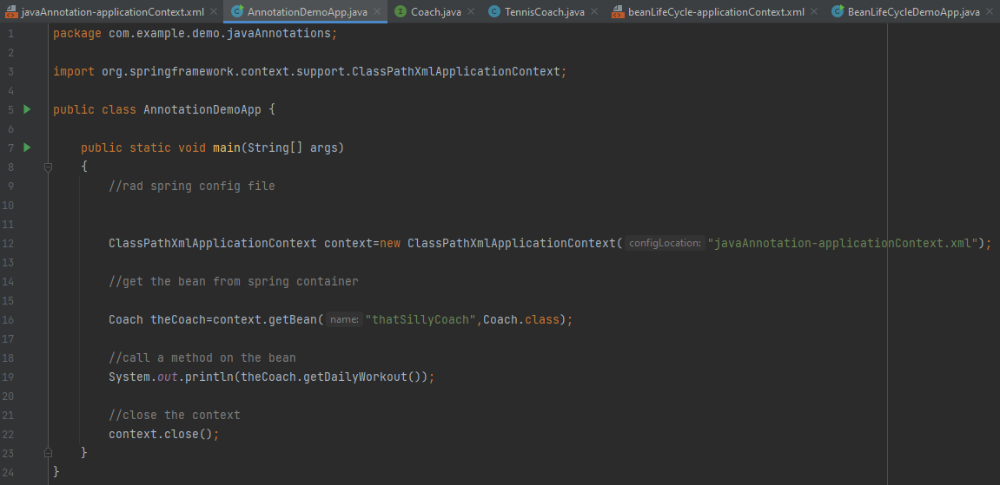 javaAnnotation-applicationContext.xml AnnotationDemoApp.java Coach.java TennisCoach.java beanLifeCycle-applicationContext.xml BeanLifeCycleDemoApp.java
1 package com.example.demo.javaAnnotations;
2
3 import org.springframework.context.support.ClassPathXmlApplicationContext;
4
5 public class AnnotationDemoApp {
6
7 public static void main(String[] args)
8 {
9 //rad spring config file
10
11
12 ClassPathXmlApplicationContext context=new ClassPathXmlApplicationContext( configLocation: "javaAnnotation-applicationContext.xml");
13
14 //get the bean from spring container
15
16 Coach theCoach=context.getBean( name: "thatSillyCoach",Coach.class);
17
18 //call a method on the bean
19 System.out.println(theCoach.getDailyWorkout());
20
21 //close the context
22 context.close();
23 }
24 }